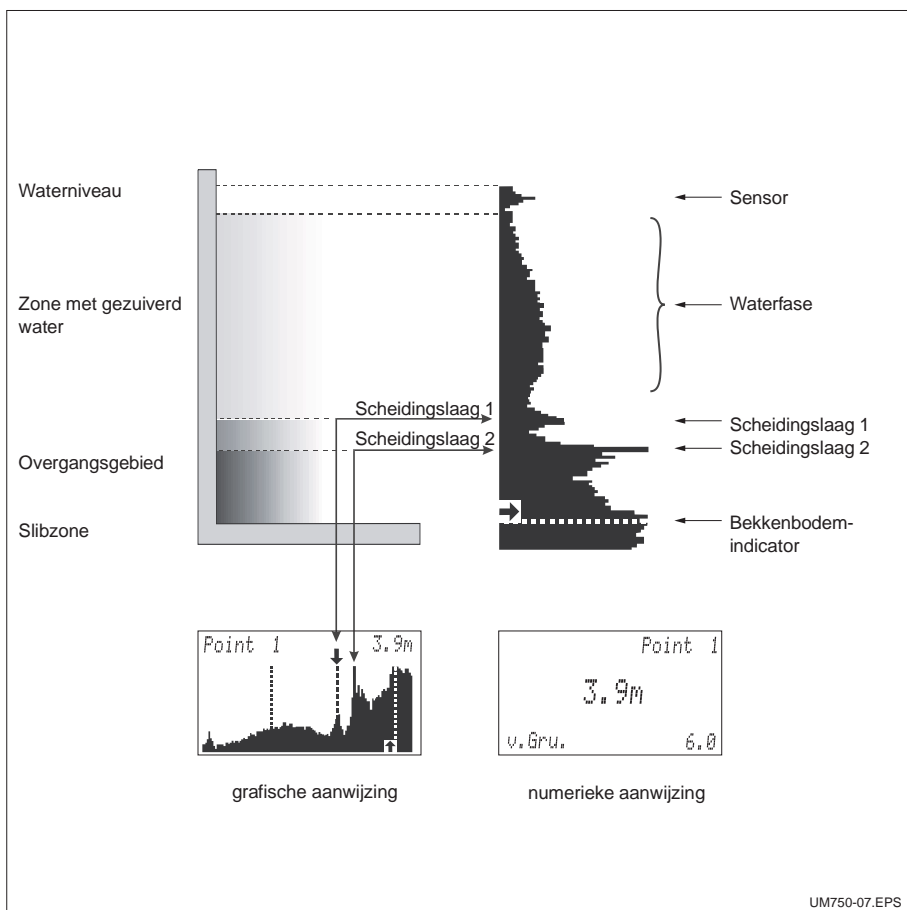 Waterniveau
Sensor
Zone met gezuiverd
water
Waterfase
Scheidingslaag 1
Scheidingslaag 2
Scheidingslaag 1
Scheidingslaag 2
Overgangsgebied
Slibzone
Bekkenbodem-
indicator
Point 1 3.9m
grafische aanwijzing
Point 1
3.9m
v.Gru. 6.0
numerieke aanwijzing
UM750-07.EPS